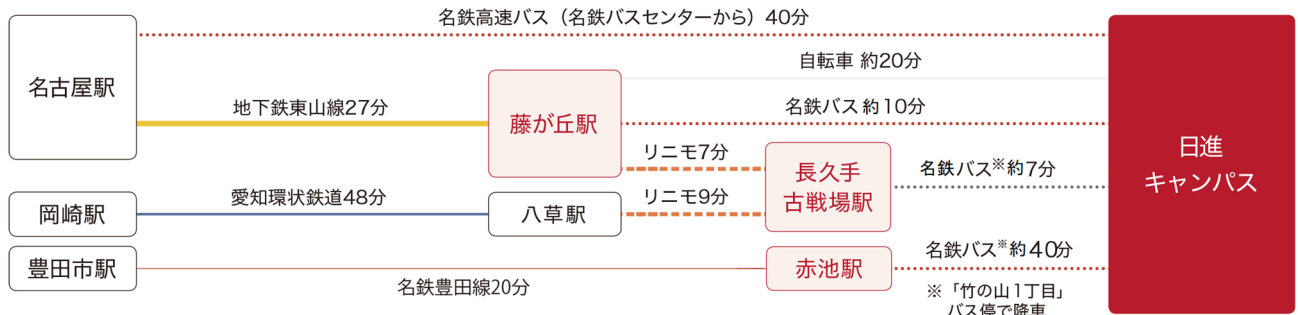 名鉄高速バス（名鉄バスセンターから）40分
名古屋駅
自転車 約20分
地下鉄東山線27分
藤が丘駅
名鉄バス 約10分
リニモ7分
長久手
古戦場駅
名鉄バス※約7分
日進
キャンパス
岡崎駅
愛知環状鉄道48分
八草駅
リニモ9分
豊田市駅
名鉄豊田線20分
赤池駅
名鉄バス※約40分
※「竹の山1丁目」
バス停で降車